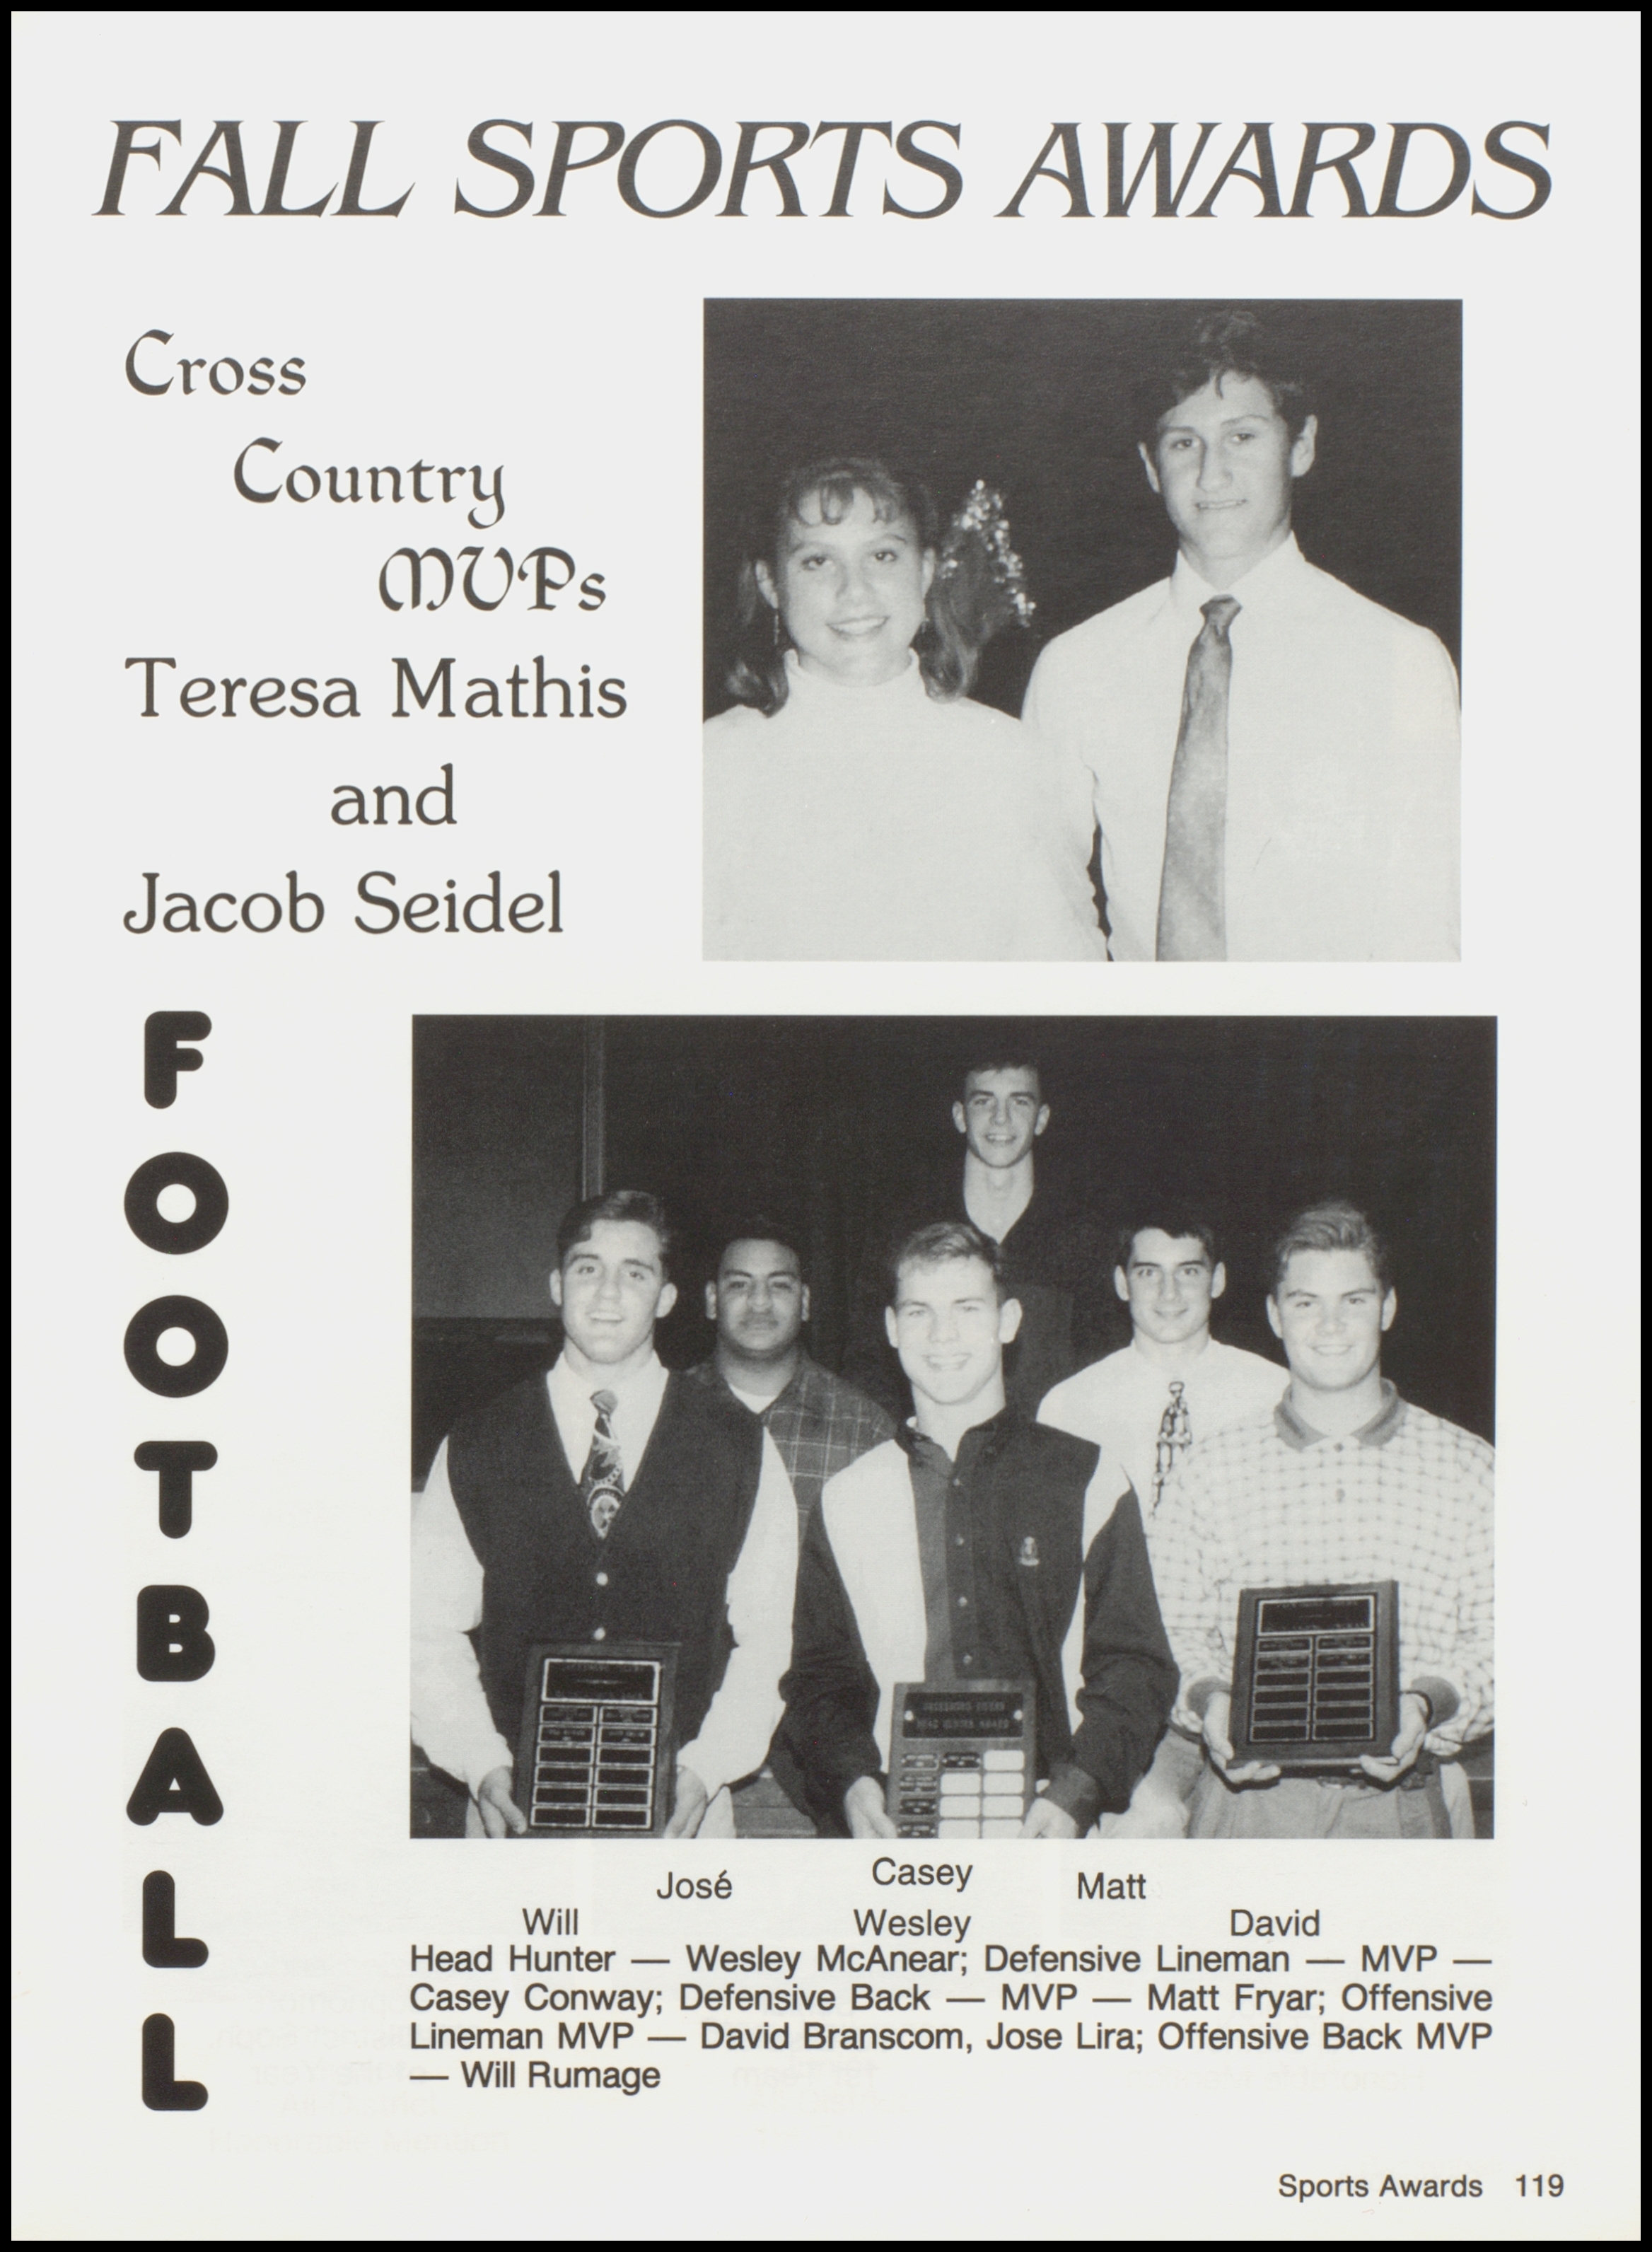 FALL SPORTS AWARDS
Cross
Country
MVPs
Teresa Mathis
and
Jacob Seidel
FOOTBALL
José
Casey
Matt
Will
Wesley
David
Head Hunter — Wesley McAnear; Defensive Lineman — MVP —
Casey Conway; Defensive Back — MVP — Matt Fryar; Offensive
Lineman MVP — David Branscom, Jose Lira; Offensive Back MVP
— Will Rumage
Sports Awards 119